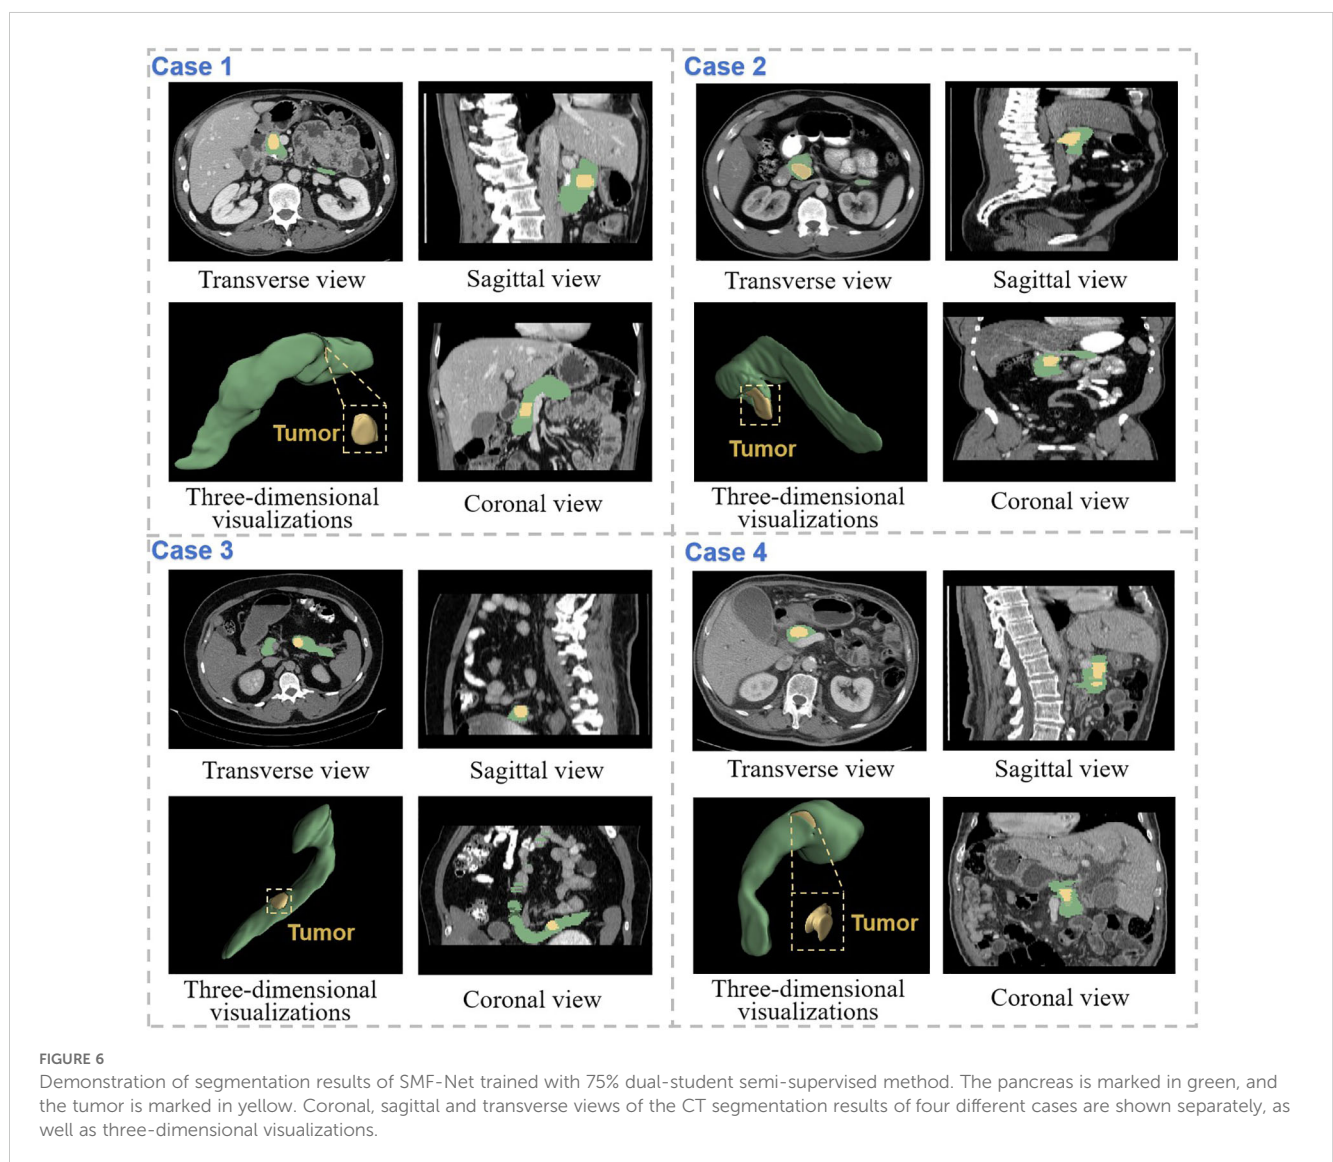 Case 1
Transverse view
Sagittal view
Tumor
Three-dimensional
visualizations
Coronal view
Case 2
Transverse view
Sagittal view
Tumor
Three-dimensional
visualizations
Coronal view
Case 3
Transverse view
Sagittal view
Tumor
Three-dimensional
visualizations
Coronal view
Case 4
Transverse view
Sagittal view
Tumor
Three-dimensional
visualizations
Coronal view
FIGURE 6
Demonstration of segmentation results of SMF-Net trained with 75% dual-student semi-supervised method. The pancreas is marked in green, and
the tumor is marked in yellow. Coronal, sagittal and transverse views of the CT segmentation results of four different cases are shown separately, as
well as three-dimensional visualizations.